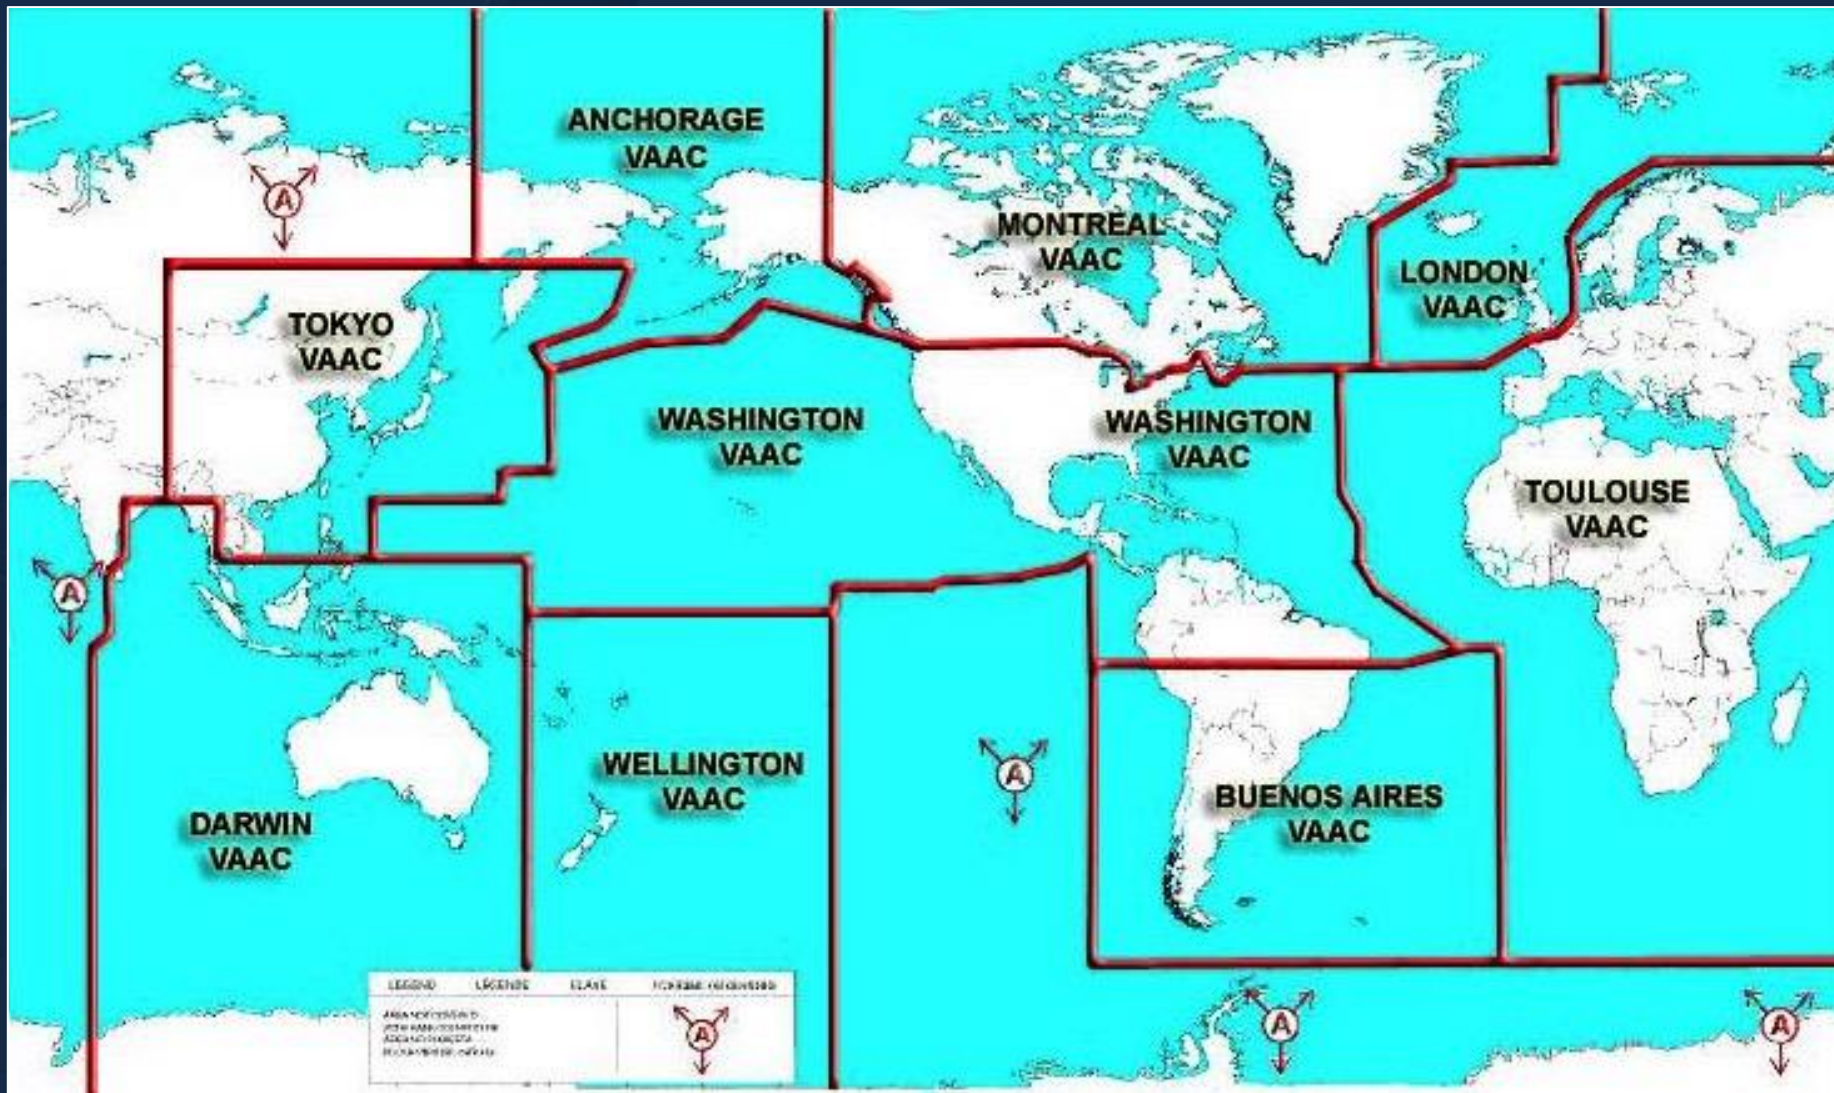 ANCHORAGE
VAAC
MONTREAL
VAAC
LONDON
VAAC
TOKYO
VAAC
WASHINGTON
VAAC
WASHINGTON
VAAC
TOULOUSE
VAAC
WELLINGTON
VAAC
BUENOS AIRES
VAAC
DARWIN
VAAC
A
A
A
A
A
LEGEND LÉGENDE
A